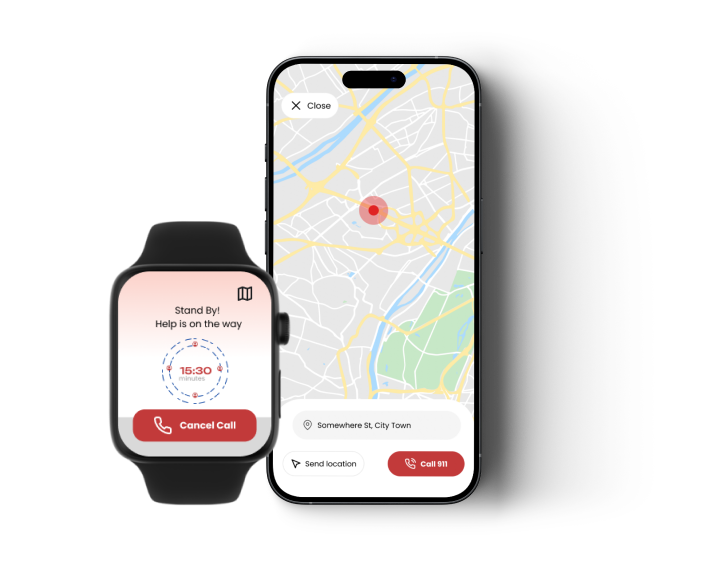 Close
Stand By!
Help is on the way
15:30
minutes
Cancel Call
Somewhere St, City Town
Send location
Call 911